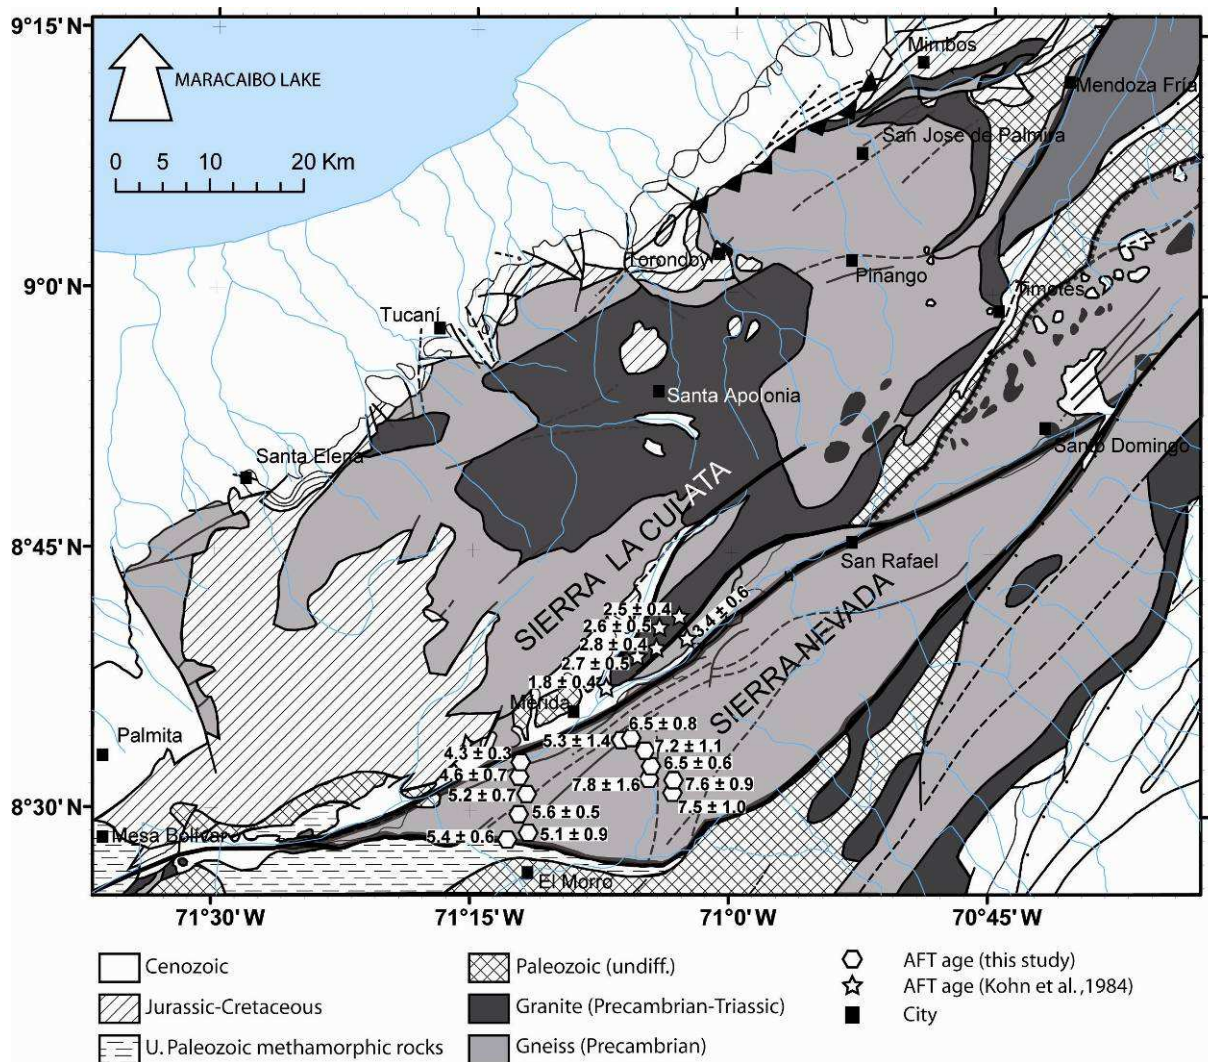 9°15' N
MARACAIBO LAKE
0 5 10 20 Km
Mimbos
Mendoza Fría
San Jose de Palmira
Torondoy
Pinango
Timotes
9°0' N
Tucaní
Santa Apolonia
Santa Elena
Santo Domingo
8°45' N
SIERRA LA CULATA
San Rafael
SIERRA NEVADA
2.5 ± 0.4
2.6 ± 0.5
3.4 ± 0.6
2.8 ± 0.4
2.7 ± 0.5
1.8 ± 0.4
Mérida
Palmita
6.5 ± 0.8
5.3 ± 1.4
7.2 ± 1.1
4.3 ± 0.3
6.5 ± 0.6
4.6 ± 0.7
7.8 ± 1.6
7.6 ± 0.9
5.2 ± 0.7
7.5 ± 1.0
8°30' N
5.6 ± 0.5
Mesa Bolívar
5.4 ± 0.6
5.1 ± 0.9
El Morro
71°30' W
71°15' W
71°0' W
70°45' W
Cenozoic
Jurassic-Cretaceous
U. Paleozoic methamorphic rocks
Paleozoic (undiff.)
Granite (Precambrian-Triassic)
Gneiss (Precambrian)
AFT age (this study)
AFT age (Kohn et al.,1984)
City